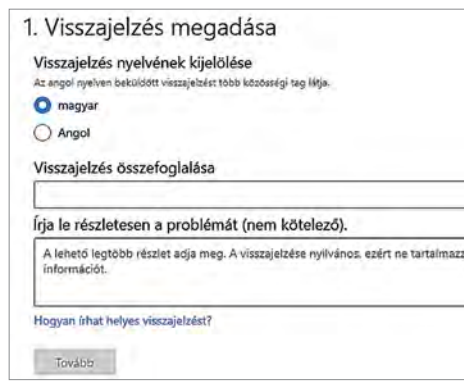 1. Visszajelzés megadása
Visszajelzés nyelvének kijelölése
Az angol nyelven beküldött visszajelzést több közösségi tag látja.
magyar
Angol
Visszajelzés összefoglalása
Írja le részletesen a problémát (nem kötelező).
A lehető legtöbb részlet adja meg. A visszajelzése nyilvános, ezért ne tartalmazz
információt.
Hogyan írhat helyes visszajelzést?
Tovább